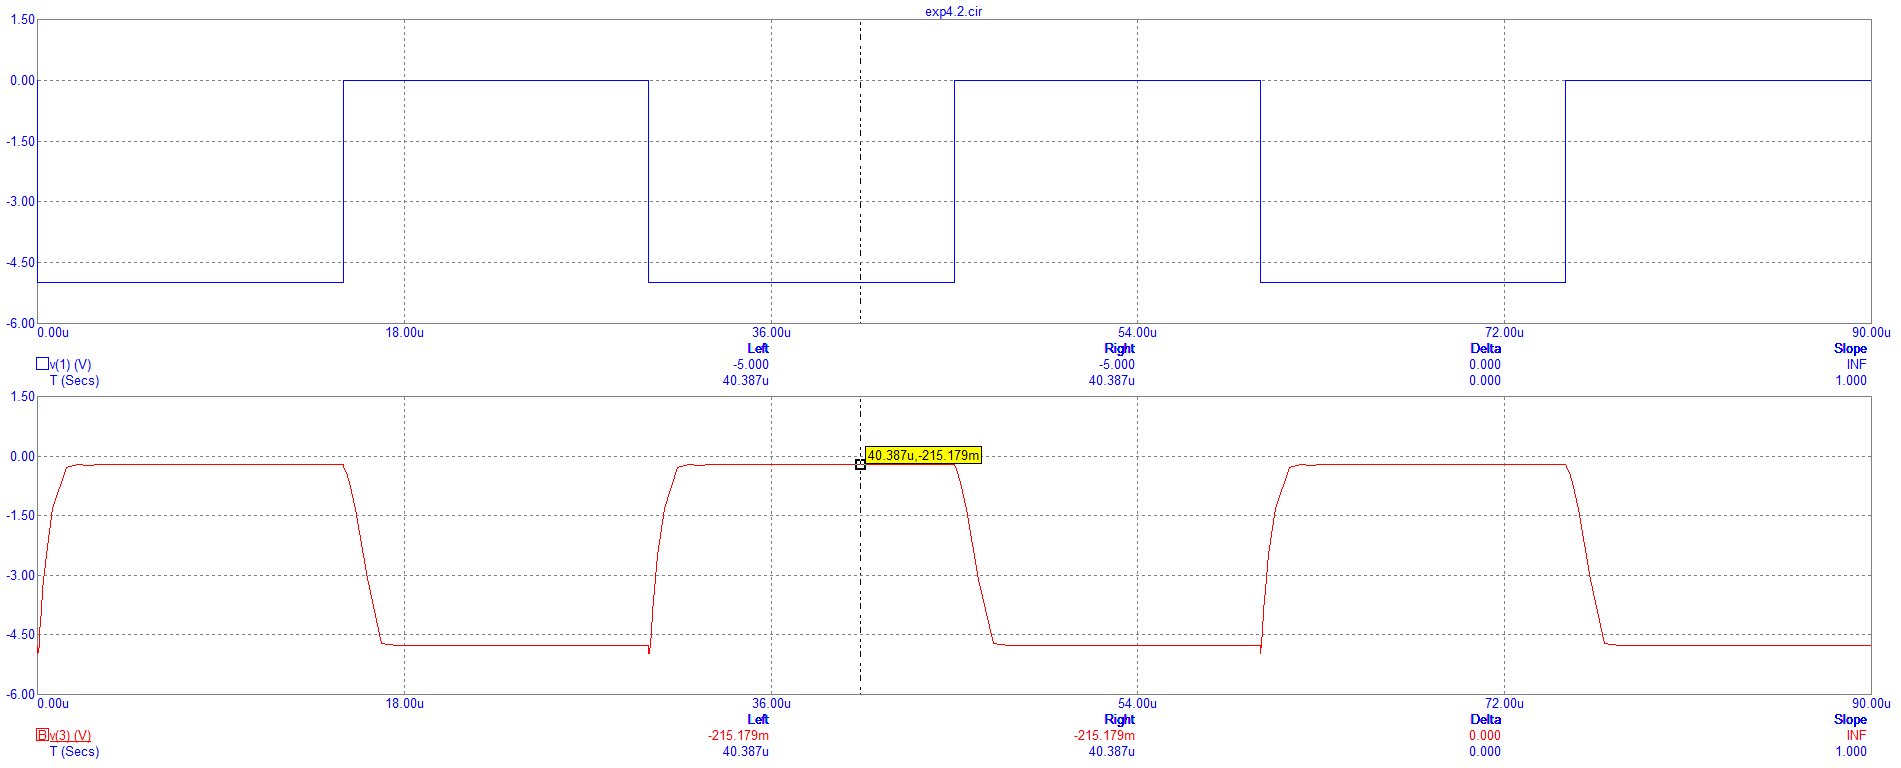 exp4.2.cir
1.50
0.00
-1.50
-3.00
-4.50
-6.00
0.00u 18.00u 36.00u 54.00u 72.00u 90.00u
Left Right Delta Slope
v(1) (V) -5.000 -5.000 0.000 INF
T (Secs) 40.387u 40.387u 0.000 1.000
1.50
0.00
40.387u,-215.179m
-1.50
-3.00
-4.50
-6.00
0.00u 18.00u 36.00u 54.00u 72.00u 90.00u
Left Right Delta Slope
B v(3) (V) -215.179m -215.179m 0.000 INF
T (Secs) 40.387u 40.387u 0.000 1.000